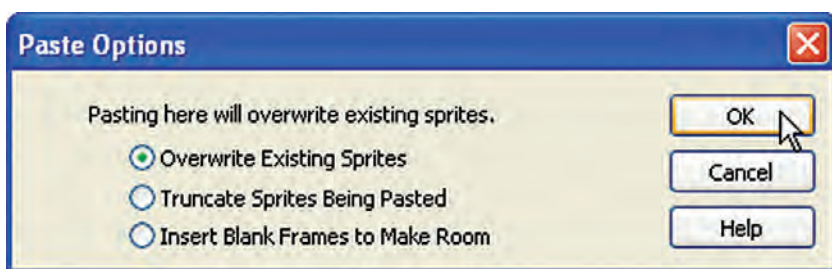 Paste Options
Pasting here will overwrite existing sprites.
Overwrite Existing Sprites
Truncate Sprites Being Pasted
Insert Blank Frames to Make Room
OK
Cancel
Help